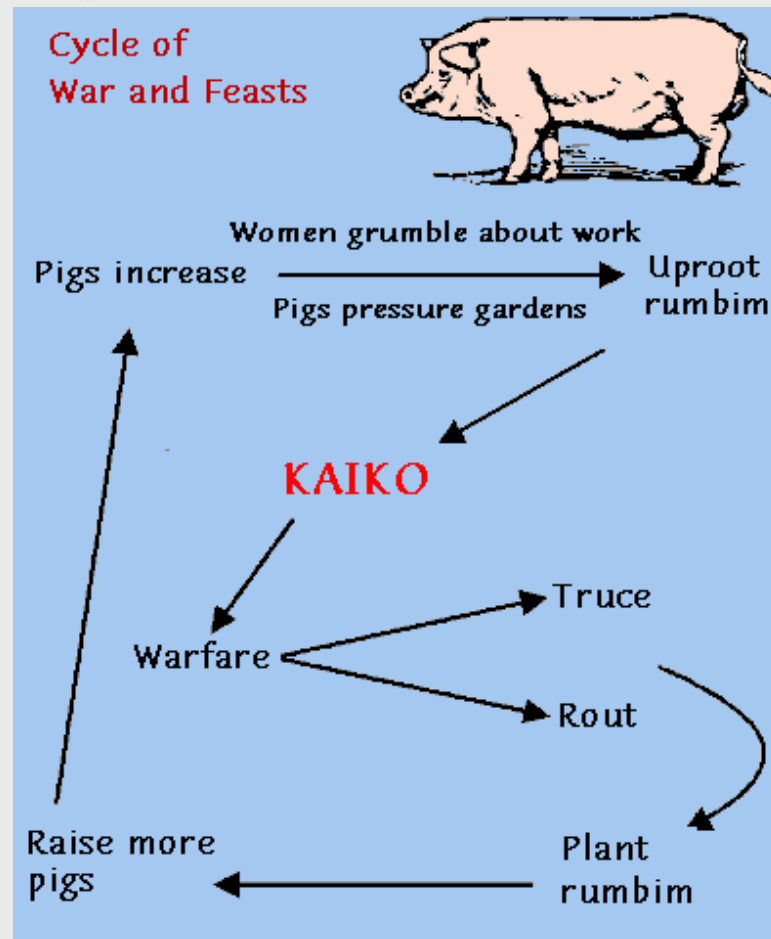 Cycle of
War and Feasts
Women grumble about work
Pigs increase
Uproot
rumbim
Pigs pressure gardens
KAIKO
Truce
Warfare
Rout
Raise more
pigs
Plant
rumbim